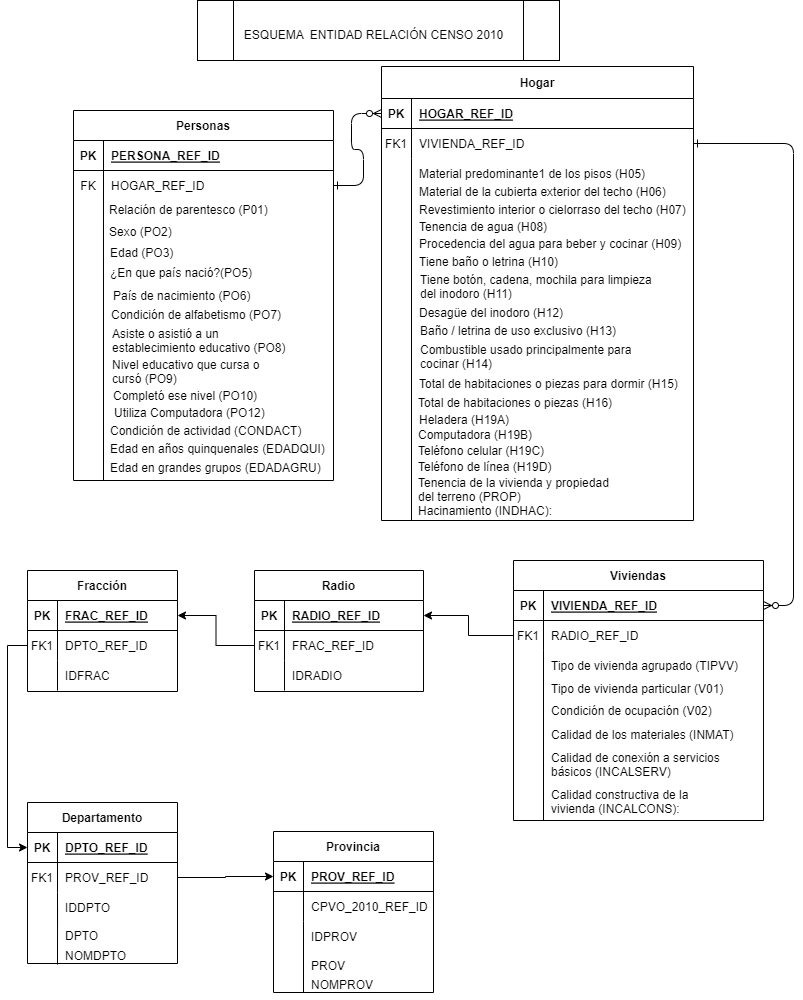 ESQUEMA ENTIDAD RELACIÓN CENSO 2010
Personas
PK PERSONA_REF_ID
FK HOGAR_REF_ID
Relación de parentesco (P01)
Sexo (PO2)
Edad (PO3)
¿En que país nació?(PO5)
País de nacimiento (PO6)
Condición de alfabetismo (PO7)
Asiste o asistió a un
establecimiento educativo (PO8)
Nivel educativo que cursa o
cursó (PO9)
Completó ese nivel (PO10)
Utiliza Computadora (PO12)
Condición de actividad (CONDACT)
Edad en años quinquenales (EDADQUI)
Edad en grandes grupos (EDADAGRU)
Hogar
PK HOGAR_REF_ID
FK1 VIVIENDA_REF_ID
Material predominante1 de los pisos (H05)
Material de la cubierta exterior del techo (H06)
Revestimiento interior o cielorraso del techo (H07)
Tenencia de agua (H08)
Procedencia del agua para beber y cocinar (H09)
Tiene baño o letrina (H10)
Tiene botón, cadena, mochila para limpieza
del inodoro (H11)
Desagüe del inodoro (H12)
Baño / letrina de uso exclusivo (H13)
Combustible usado principalmente para
cocinar (H14)
Total de habitaciones o piezas para dormir (H15)
Total de habitaciones o piezas (H16)
Heladera (H19A)
Computadora (H19B)
Teléfono celular (H19C)
Teléfono de línea (H19D)
Tenencia de la vivienda y propiedad
del terreno (PROP)
Hacinamiento (INDHAC):
Fracción
PK FRAC_REF_ID
FK1 DPTO_REF_ID
IDFRAC
Radio
PK RADIO_REF_ID
FK1 FRAC_REF_ID
IDRADIO
Viviendas
PK VIVIENDA_REF_ID
FK1 RADIO_REF_ID
Tipo de vivienda agrupado (TIPVV)
Tipo de vivienda particular (V01)
Condición de ocupación (V02)
Calidad de los materiales (INMAT)
Calidad de conexión a servicios
básicos (INCALSERV)
Calidad constructiva de la
vivienda (INCALCONS):
Departamento
PK DPTO_REF_ID
FK1 PROV_REF_ID
IDDPTO
DPTO
NOMDPTO
Provincia
PK PROV_REF_ID
CPVO_2010_REF_ID
IDPROV
PROV
NOMPROV